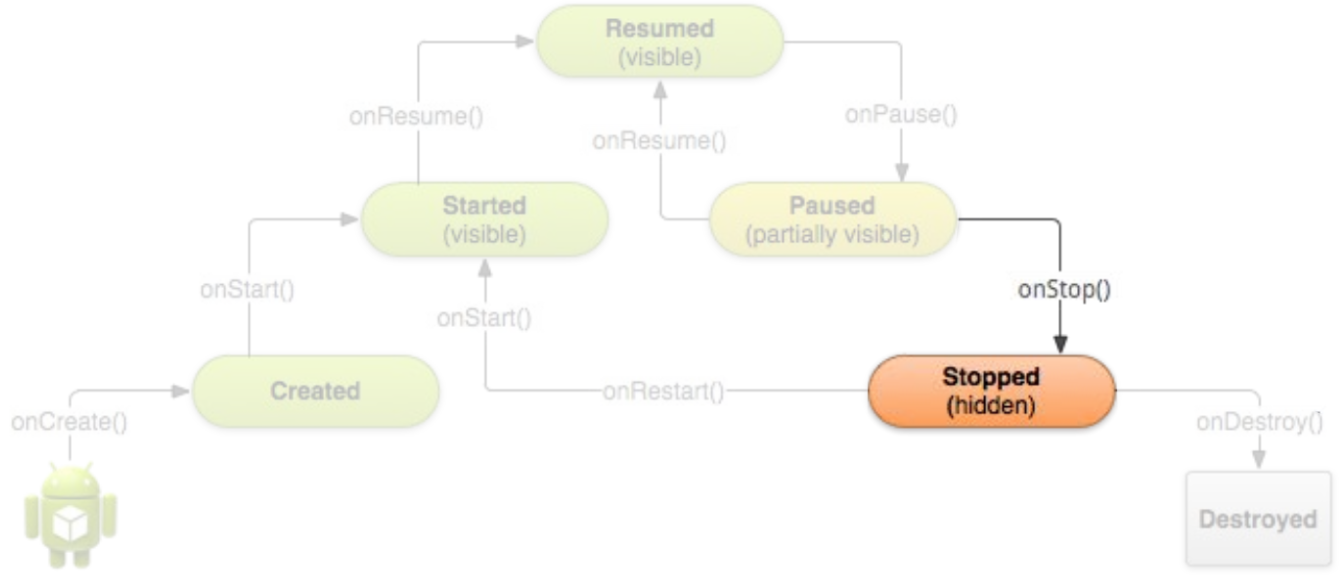 Resumed
(visible)
onResume()
onResume()
onPause()
Started
(visible)
Paused
(partially visible)
onStart()
onStart()
onStop()
Created
onRestart()
Stopped
(hidden)
onCreate()
onDestroy()
Destroyed